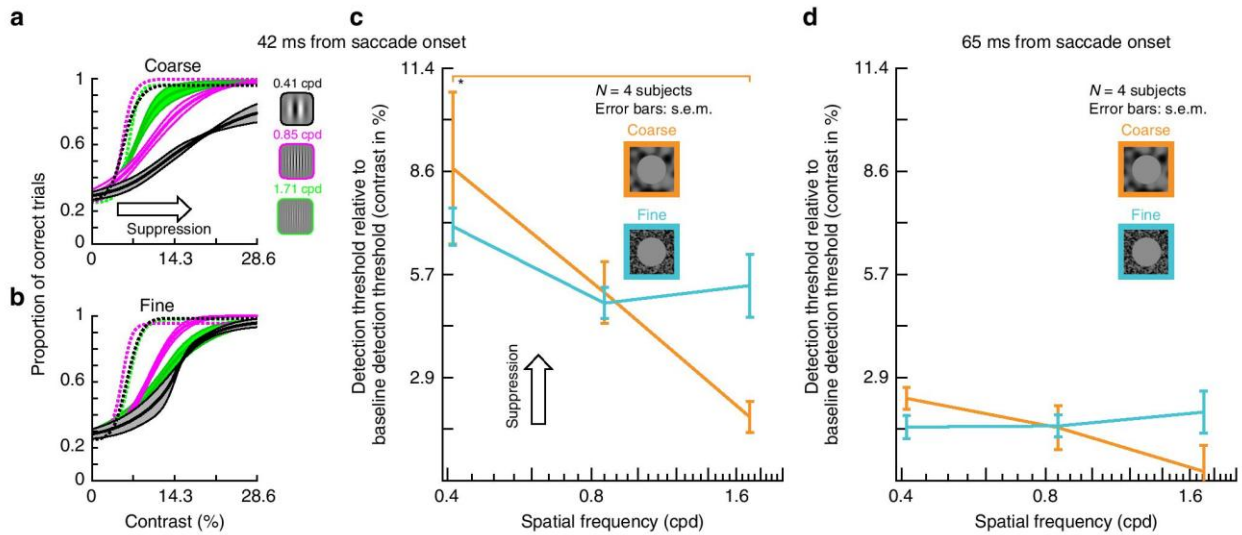 a
42 ms from saccade onset
Coarse
1
0.6
0.2
0
0 14.3 28.6
Suppression
0.41 cpd
0.85 cpd
1.71 cpd
Proportion of correct trials
b
Fine
1
0.6
0.2
0
0 14.3 28.6
Contrast (%)
c
Detection threshold relative to
baseline detection threshold (contrast in %)
11.4
8.6
5.7
2.9
*
N = 4 subjects
Error bars: s.e.m.
Coarse
Fine
Suppression
0.4 0.8 1.6
Spatial frequency (cpd)
d
65 ms from saccade onset
Detection threshold relative to
baseline detection threshold (contrast in %)
11.4
8.6
5.7
2.9
N = 4 subjects
Error bars: s.e.m.
Coarse
Fine
0.4 0.8 1.6
Spatial frequency (cpd)